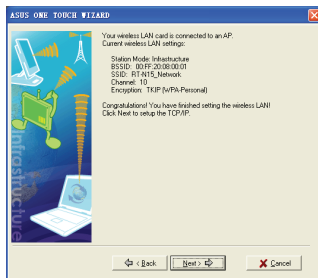 ASUS ONE TOUCH WIZARD
Your wireless LAN card is connected to an AP.
Current wireless LAN settings:
Station Mode: Infrastructure
BSSID: 00:FF:20:08:00:01
SSID: RT-N15_Network
Channel: 10
Encryption: TKIP (WPA-Personal)
Congratulations! You have finished setting the wireless LAN!
Click Next to setup the TCP/IP.
Infrastructure
< Back
Next >
Cancel